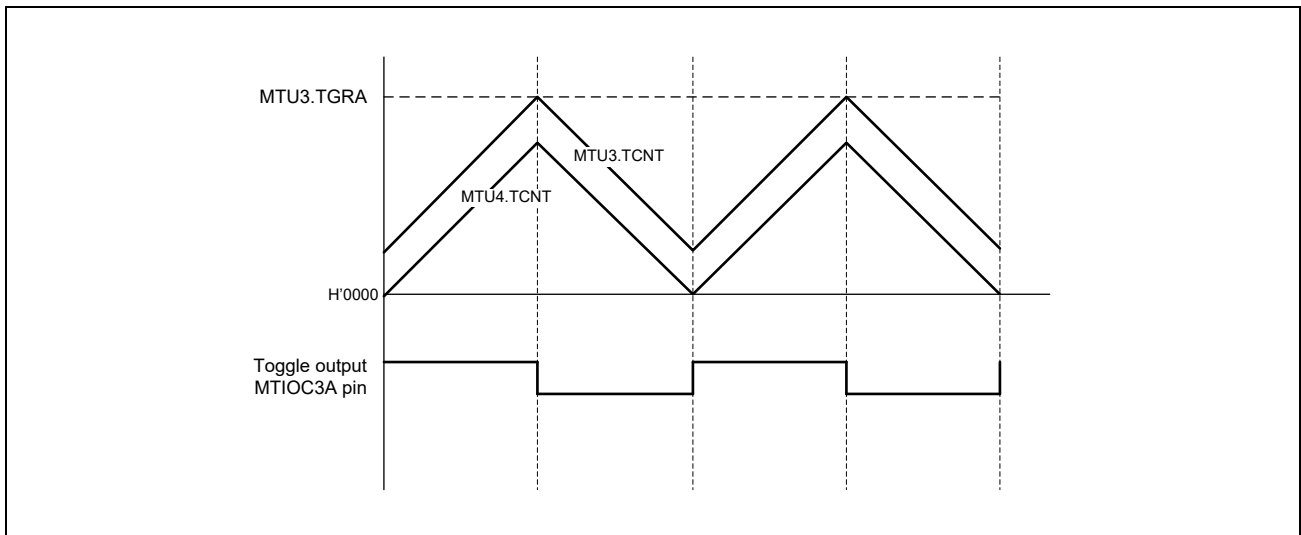 MTU3.TGRA
MTU3.TCNT
MTU4.TCNT
H'0000
Toggle output
MTIOC3A pin